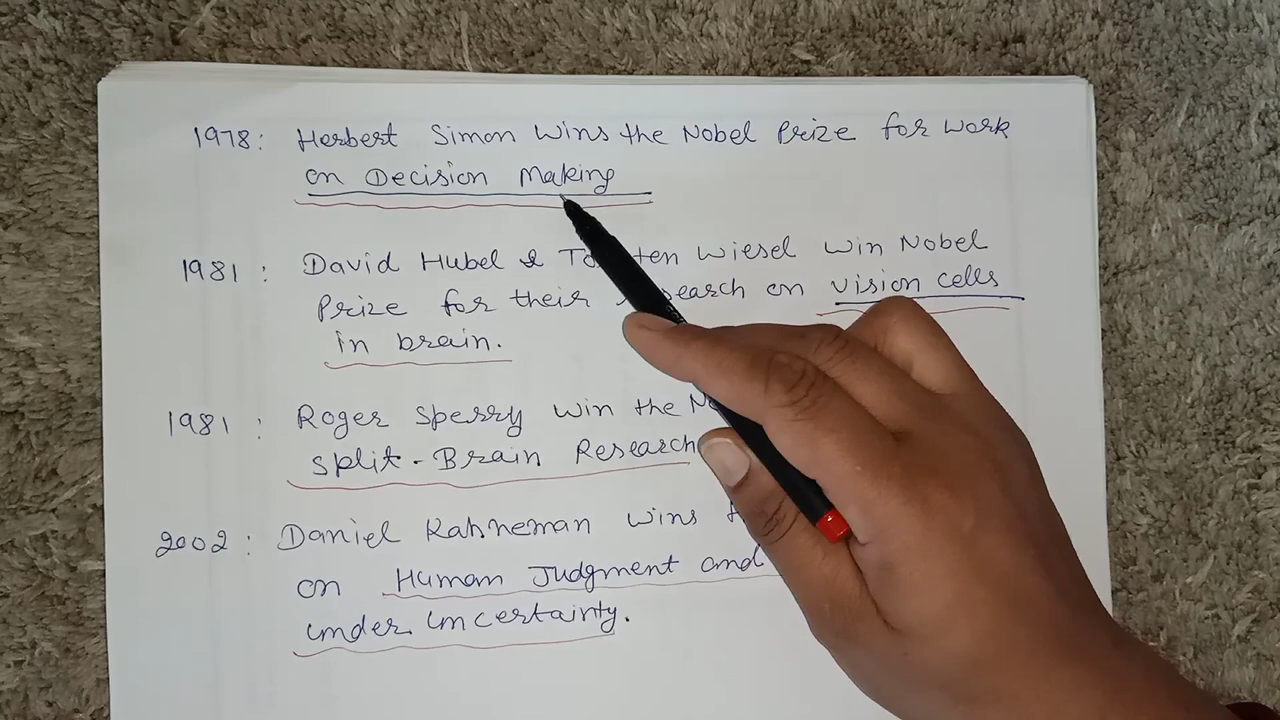 1978: Herbert Simon Wins the Nobel Prize for Work
on Decision Making
1981: David Hubel & Wiesel Win Nobel
Prize for their on vision cells
in brain.
1981: Roger Sperry Win the
Split-Brain Research
2002: Daniel Kahneman Wins
on Human Judgment and
under Uncertainty.